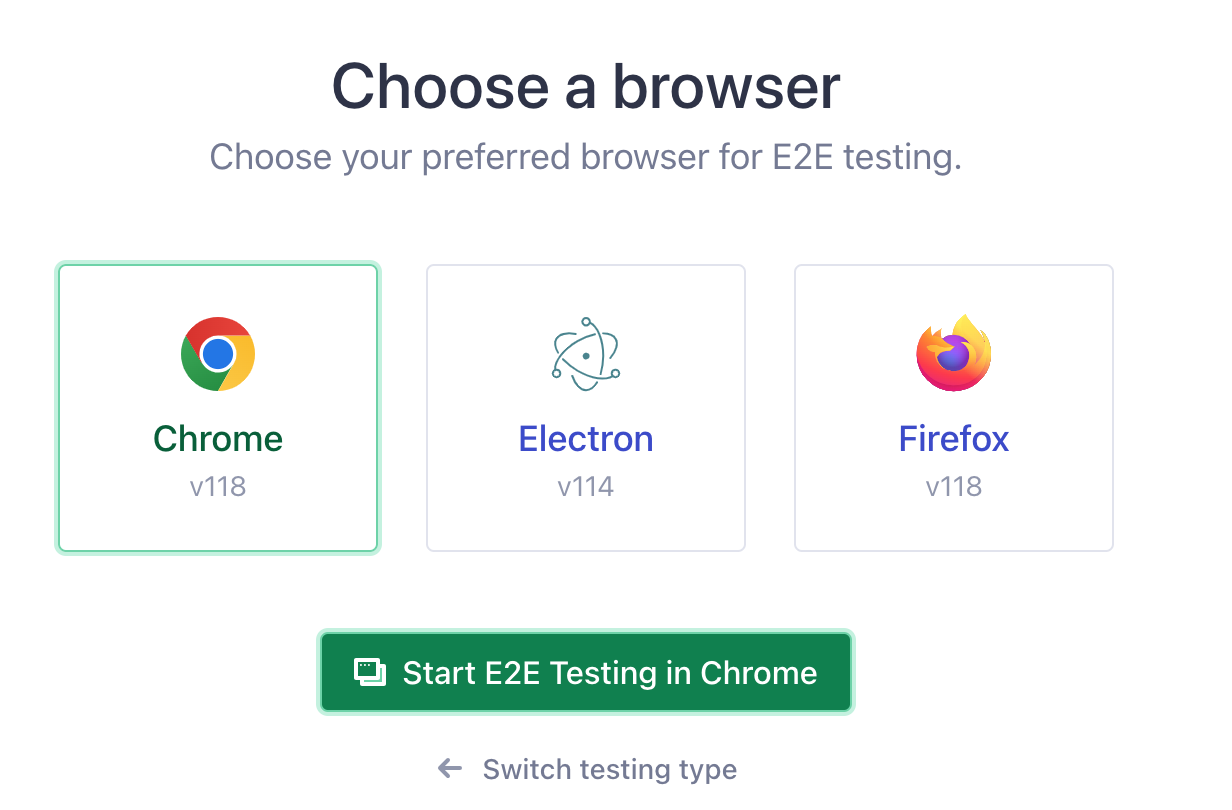 Choose a browser
Choose your preferred browser for E2E testing.
Chrome
v118
Electron
v114
Firefox
v118
Start E2E Testing in Chrome
← Switch testing type